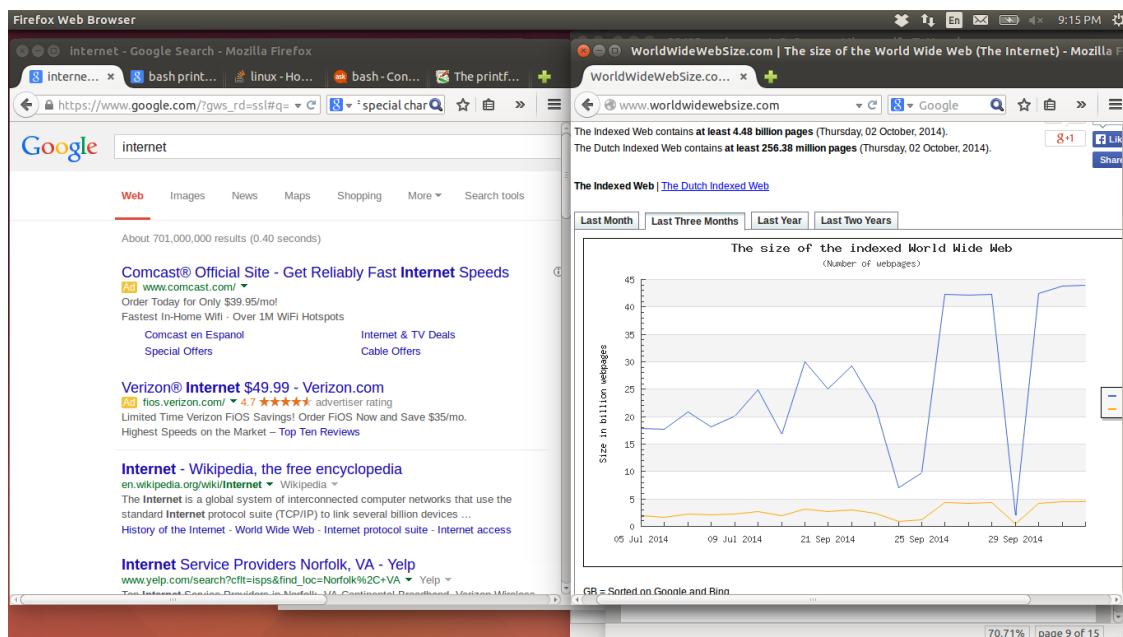 Firefox Web Browser
En
9:15 PM
internet - Google Search - Mozilla Firefox
interne... ×
bash print...
linux - Ho...
ask bash - Con...
The printf...
https://www.google.com/?gws_rd=ssl#q=
special char
Google
internet
Web Images News Maps Shopping More Search tools
About 701,000,000 results (0.40 seconds)
Comcast® Official Site - Get Reliably Fast Internet Speeds
Ad www.comcast.com/
Order Today for Only $39.95/mo!
Fastest In-Home Wifi · Over 1M WiFi Hotspots
Comcast en Espanol Internet & TV Deals
Special Offers Cable Offers
Verizon® Internet $49.99 - Verizon.com
Ad fios.verizon.com/ 4.7 ★★★★★ advertiser rating
Limited Time Verizon FiOS Savings! Order FiOS Now and Save $35/mo.
Highest Speeds on the Market – Top Ten Reviews
Internet - Wikipedia, the free encyclopedia
en.wikipedia.org/wiki/Internet Wikipedia
The Internet is a global system of interconnected computer networks that use the
standard Internet protocol suite (TCP/IP) to link several billion devices ...
History of the Internet - World Wide Web - Internet protocol suite - Internet access
Internet Service Providers Norfolk, VA - Yelp
www.yelp.com/search?cflt=isps&find_loc=Norfolk%2C+VA Yelp
WorldWideWebSize.com | The size of the World Wide Web (The Internet) - Mozilla F
WorldWideWebSize.co... ×
www.worldwidewebsize.com
Google
The Indexed Web contains at least 4.48 billion pages (Thursday, 02 October, 2014).
The Dutch Indexed Web contains at least 256.38 million pages (Thursday, 02 October, 2014).
g+1
Lik
Share
The Indexed Web | The Dutch Indexed Web
Last Month Last Three Months Last Year Last Two Years
The size of the indexed World Wide Web
(Number of webpages)
Size in billion webpages
45
40
35
30
25
20
15
10
5
0
05 Jul 2014 09 Jul 2014 21 Sep 2014 25 Sep 2014 29 Sep 2014
GB = Sorted on Google and Bing
70.71% page 9 of 15